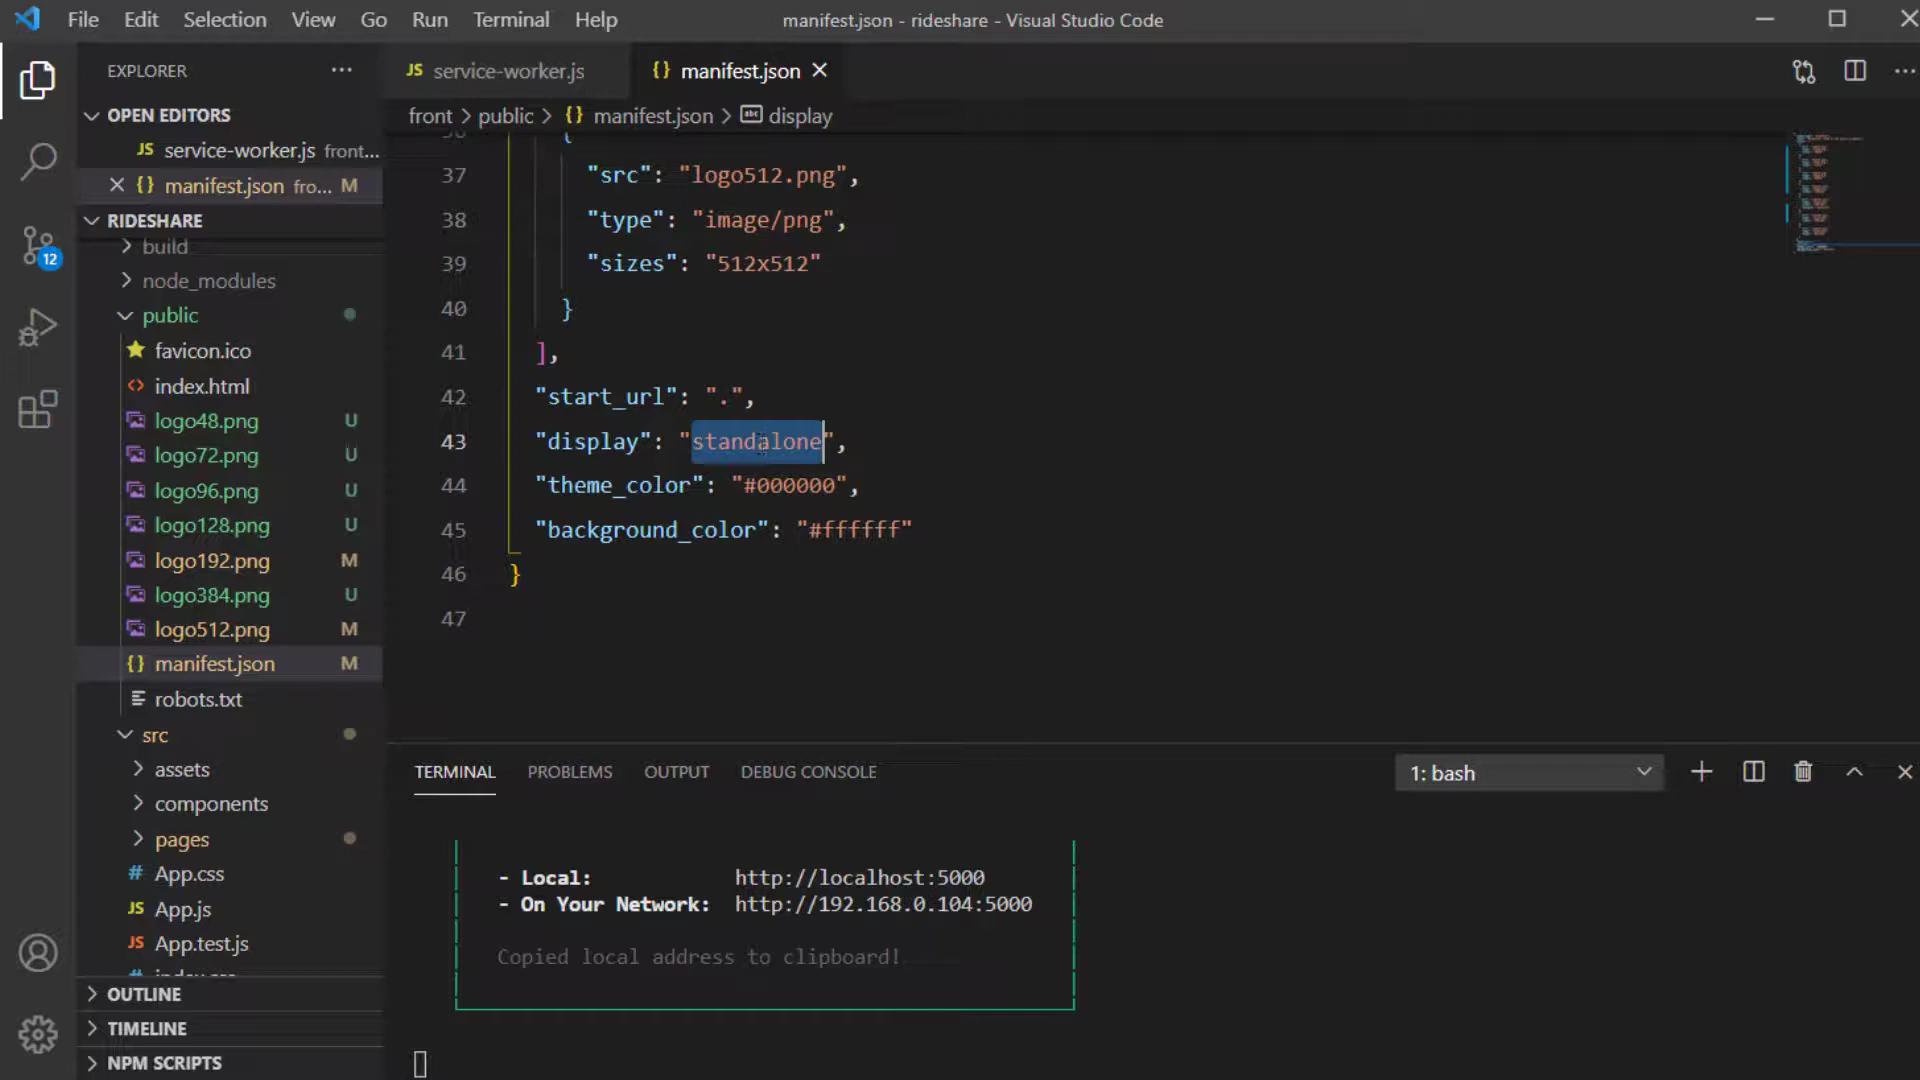 File Edit Selection View Go Run Terminal Help
manifest.json - rideshare - Visual Studio Code
EXPLORER
OPEN EDITORS
JS service-worker.js front...
{} manifest.json fro... M
RIDESHARE
build
node_modules
public
favicon.ico
<> index.html
logo48.png U
logo72.png U
logo96.png U
logo128.png U
logo192.png M
logo384.png U
logo512.png M
{} manifest.json M
robots.txt
src
assets
components
pages
# App.css
JS App.js
JS App.test.js
OUTLINE
TIMELINE
NPM SCRIPTS
12
JS service-worker.js
{} manifest.json
front > public > {} manifest.json > abc display
36 {
37 "src": "logo512.png",
38 "type": "image/png",
39 "sizes": "512x512"
40 }
41 ],
42 "start_url": ".",
43 "display": "standalone",
44 "theme_color": "#000000",
45 "background_color": "#ffffff"
46 }
47
TERMINAL PROBLEMS OUTPUT DEBUG CONSOLE
1: bash
- Local: http://localhost:5000
- On Your Network: http://192.168.0.104:5000
Copied local address to clipboard!